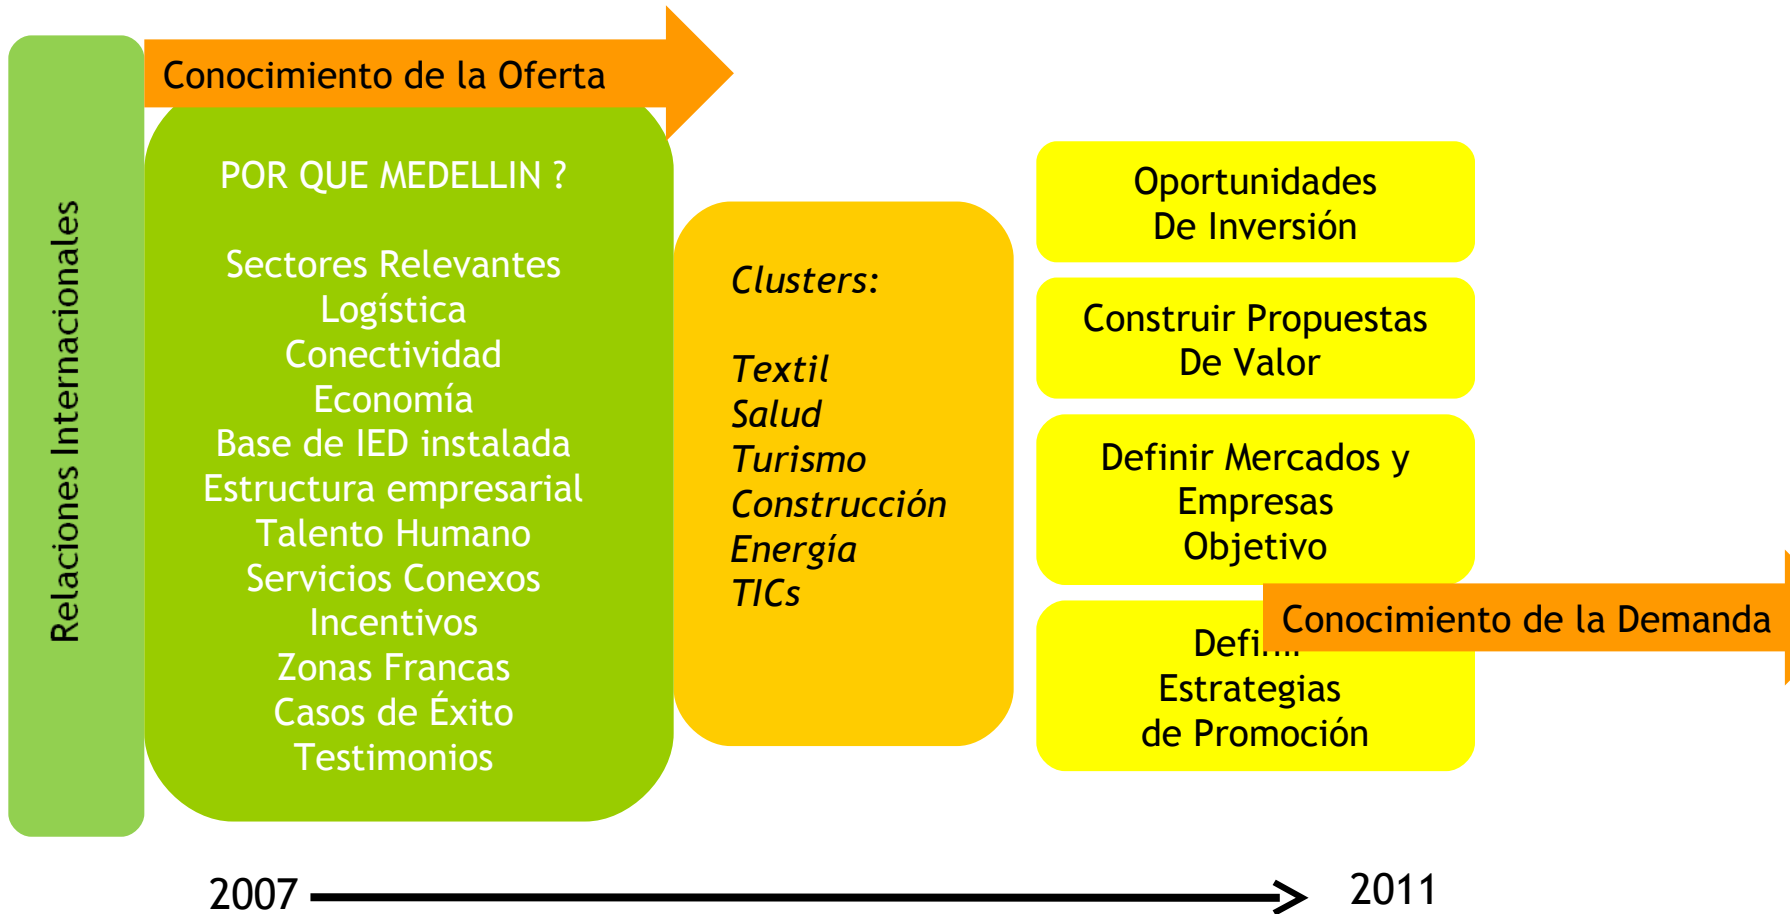 Relaciones Internacionales
Conocimiento de la Oferta
POR QUE MEDELLIN ?
Sectores Relevantes
Logística
Conectividad
Economía
Base de IED instalada
Estructura empresarial
Talento Humano
Servicios Conexos
Incentivos
Zonas Francas
Casos de Éxito
Testimonios
Clusters:
Textil
Salud
Turismo
Construcción
Energía
TICs
Oportunidades
De Inversión
Construir Propuestas
De Valor
Definir Mercados y
Empresas
Objetivo
Conocimiento de la Demanda
Definir
Estrategias
de Promoción
2007
2011